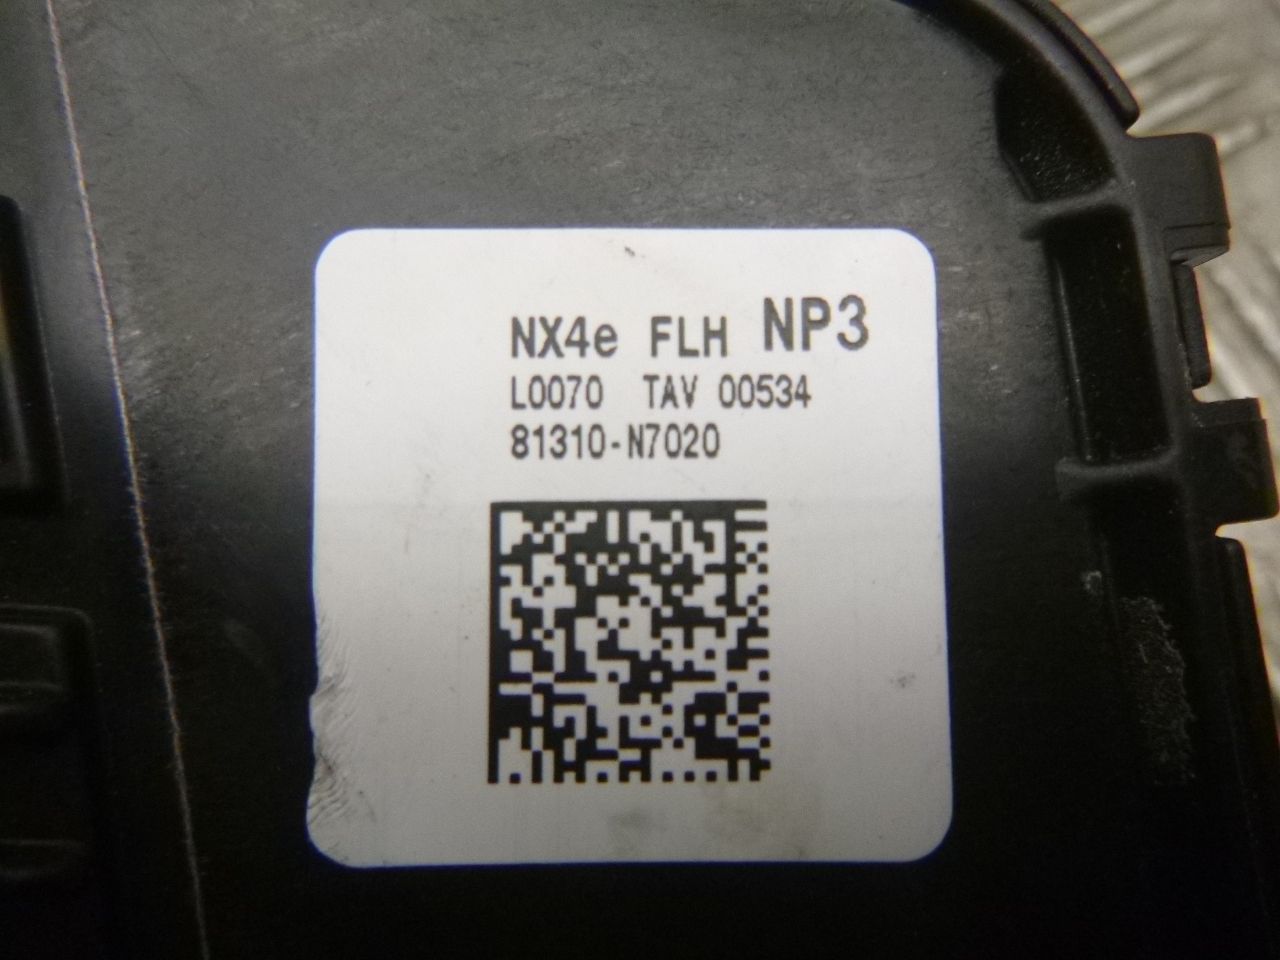 NX4e FLH NP3
L0070 TAV 00534
81310-N7020